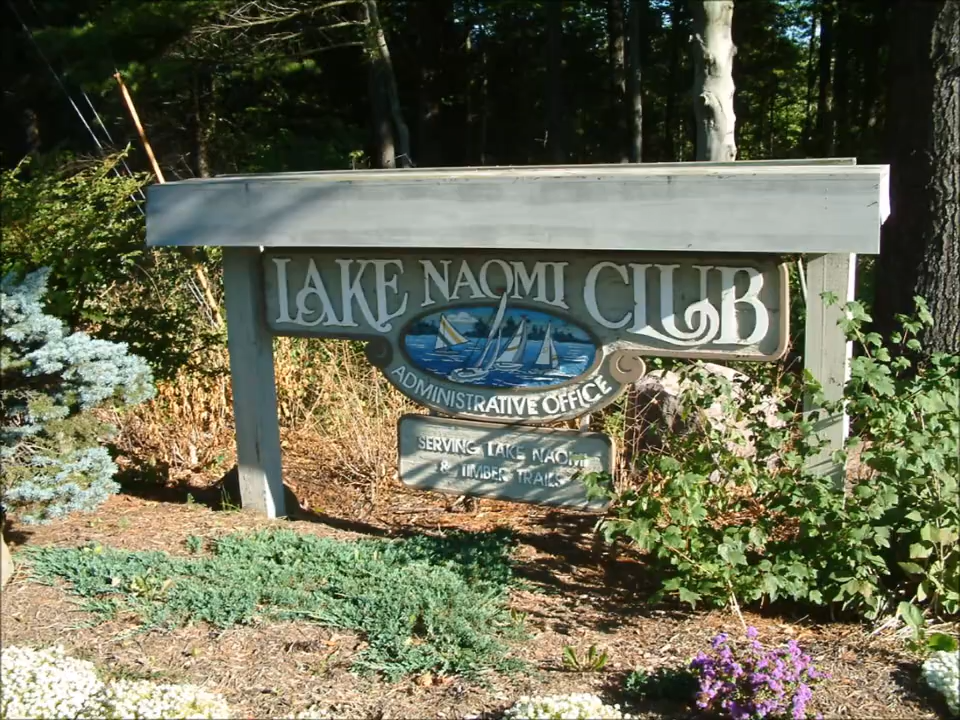 LAKE NAOMI CLUB
ADMINISTRATIVE OFFICE
SERVING LAKE NAOMI
& TIMBER TRAILS